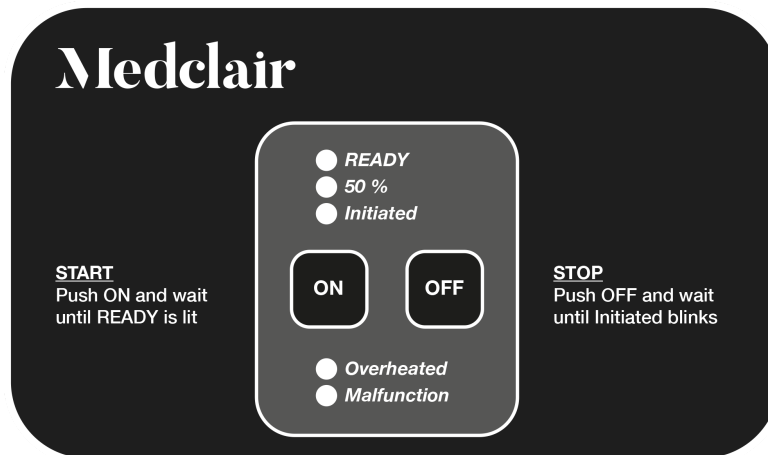 Medclair
READY
50 %
Initiated
START
Push ON and wait
until READY is lit
ON
OFF
STOP
Push OFF and wait
until Initiated blinks
Overheated
Malfunction